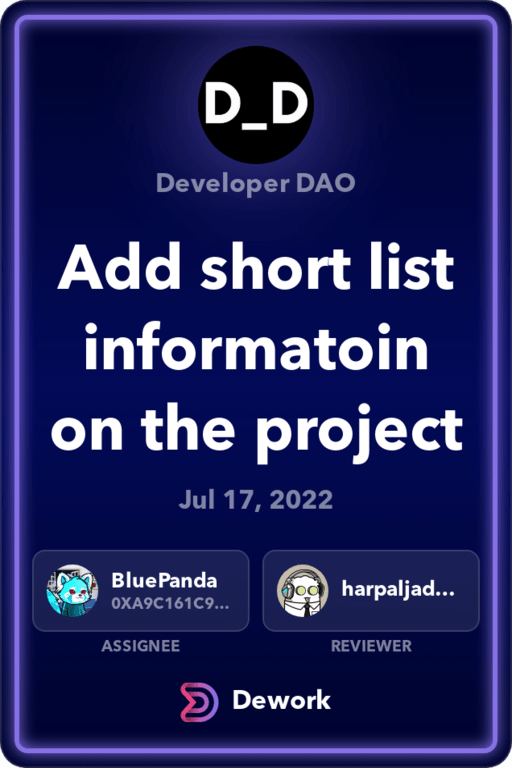 D_D
Developer DAO
Add short list
informatoin
on the project
Jul 17, 2022
BluePanda
0XA9C161C9...
harpaljad...
ASSIGNEE
REVIEWER
Dework